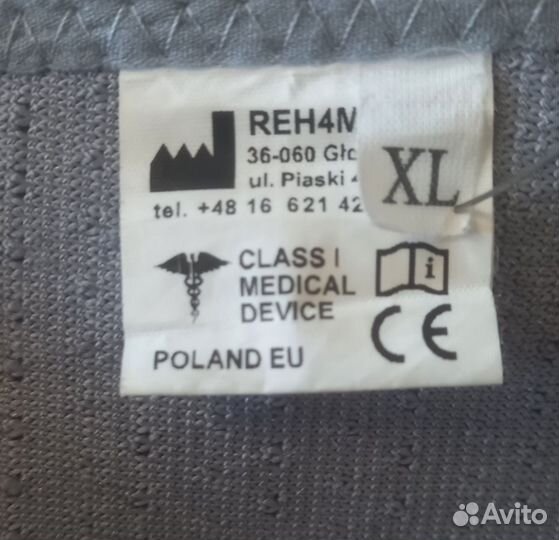 REH4M
36-060 Gło
ul. Piaski 4
tel. +48 16 621 42
XL
CLASS I
MEDICAL
DEVICE
i
CE
POLAND EU
Avito